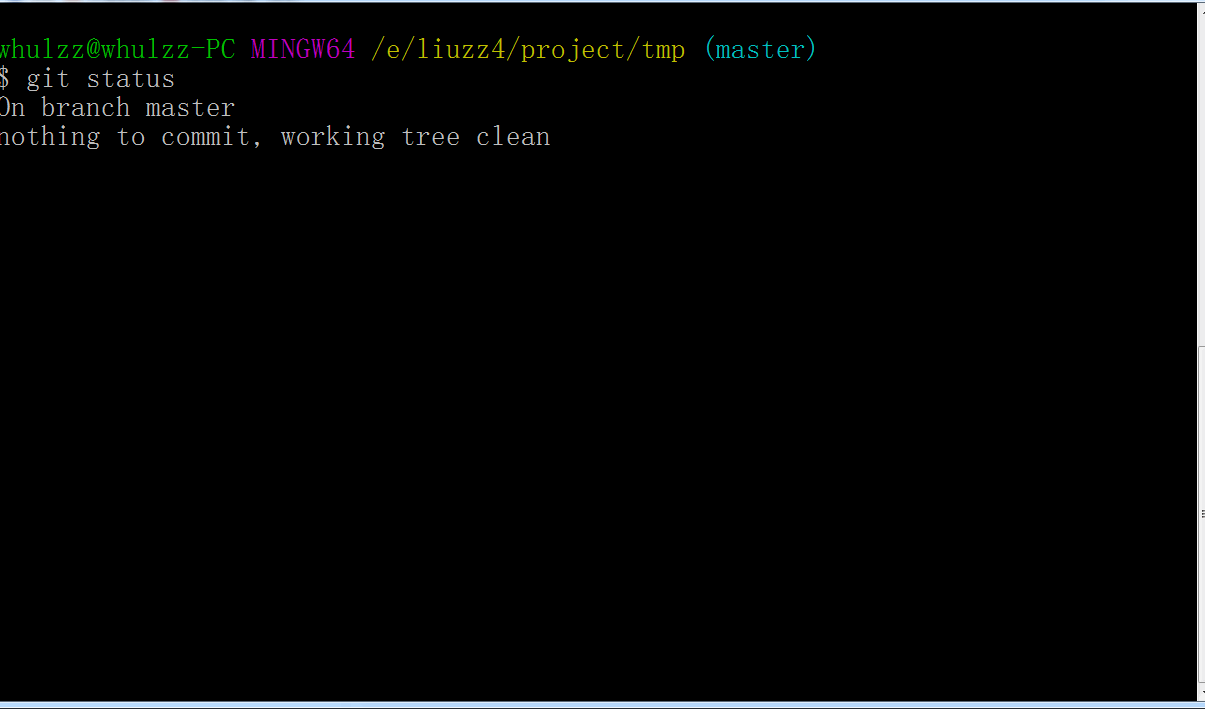 whulzz@whulzz-PC MINGW64 /e/liuzz4/project/tmp (master)
$ git status
On branch master
nothing to commit, working tree clean